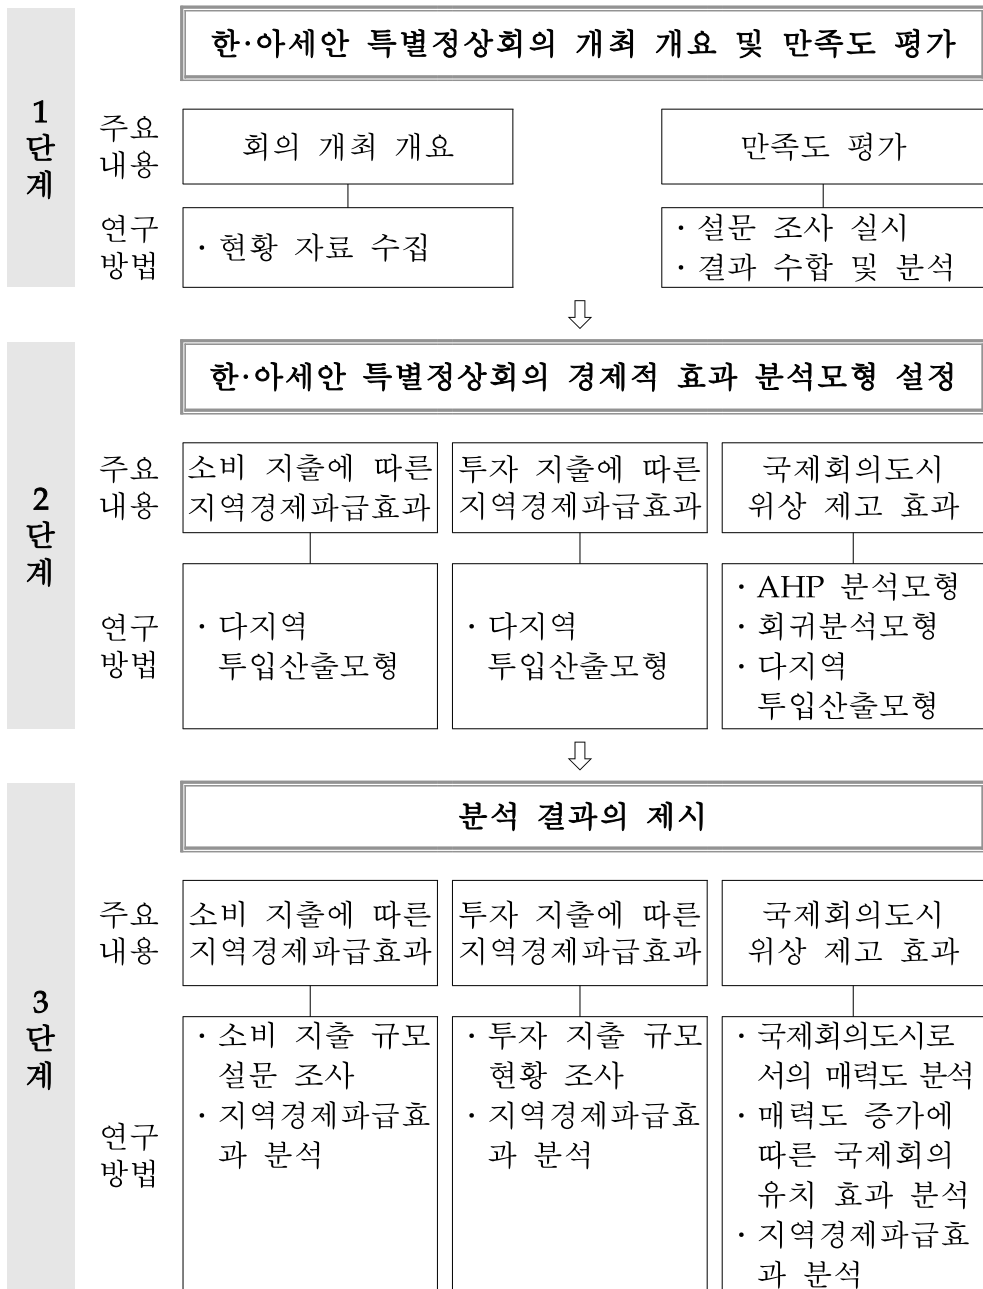 한·아세안 특별정상회의 개최 개요 및 만족도 평가
1
단
계
주요
내용
회의 개최 개요
만족도 평가
연구
방법
· 현황 자료 수집
· 설문 조사 실시
· 결과 수합 및 분석
⇩
한·아세안 특별정상회의 경제적 효과 분석모형 설정
2
단
계
주요
내용
소비 지출에 따른
지역경제파급효과
투자 지출에 따른
지역경제파급효과
국제회의도시
위상 제고 효과
연구
방법
· 다지역
투입산출모형
· 다지역
투입산출모형
· AHP 분석모형
· 회귀분석모형
· 다지역
투입산출모형
⇩
분석 결과의 제시
3
단
계
주요
내용
소비 지출에 따른
지역경제파급효과
투자 지출에 따른
지역경제파급효과
국제회의도시
위상 제고 효과
연구
방법
· 소비 지출 규모
설문 조사
· 지역경제파급효
과 분석
· 투자 지출 규모
현황 조사
· 지역경제파급효
과 분석
· 국제회의도시로
서의 매력도 분석
· 매력도 증가에
따른 국제회의
유치 효과 분석
· 지역경제파급효
과 분석